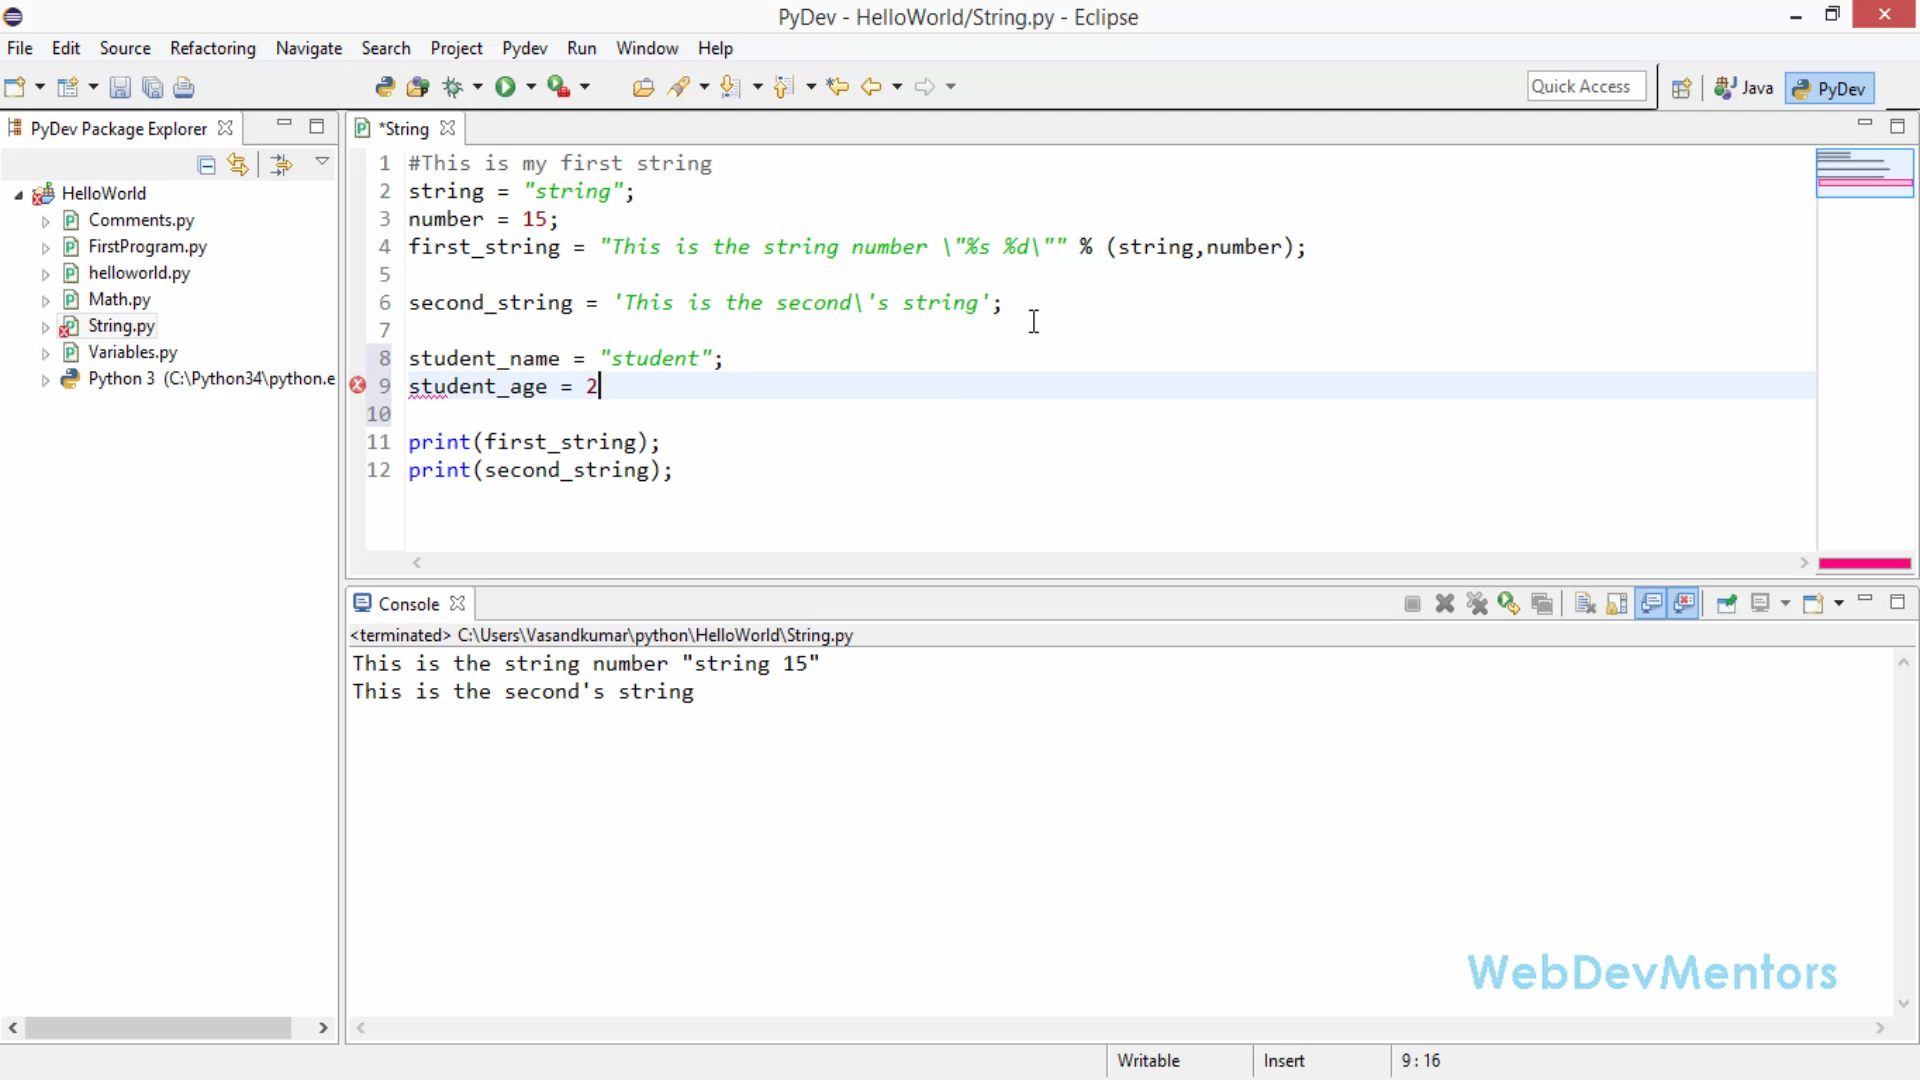 PyDev - HelloWorld/String.py - Eclipse
File Edit Source Refactoring Navigate Search Project Pydev Run Window Help
Quick Access Java PyDev
PyDev Package Explorer
*String
HelloWorld
Comments.py
FirstProgram.py
helloworld.py
Math.py
String.py
Variables.py
Python 3 (C:\Python34\python.e
1 #This is my first string
2 string = "string";
3 number = 15;
4 first_string = "This is the string number \"%s %d\"" % (string,number);
5
6 second_string = 'This is the second\'s string';
7
8 student_name = "student";
9 student_age = 2
10
11 print(first_string);
12 print(second_string);
Console
<terminated> C:\Users\Vasandkumar\python\HelloWorld\String.py
This is the string number "string 15"
This is the second's string
WebDevMentors
Writable Insert 9 : 16